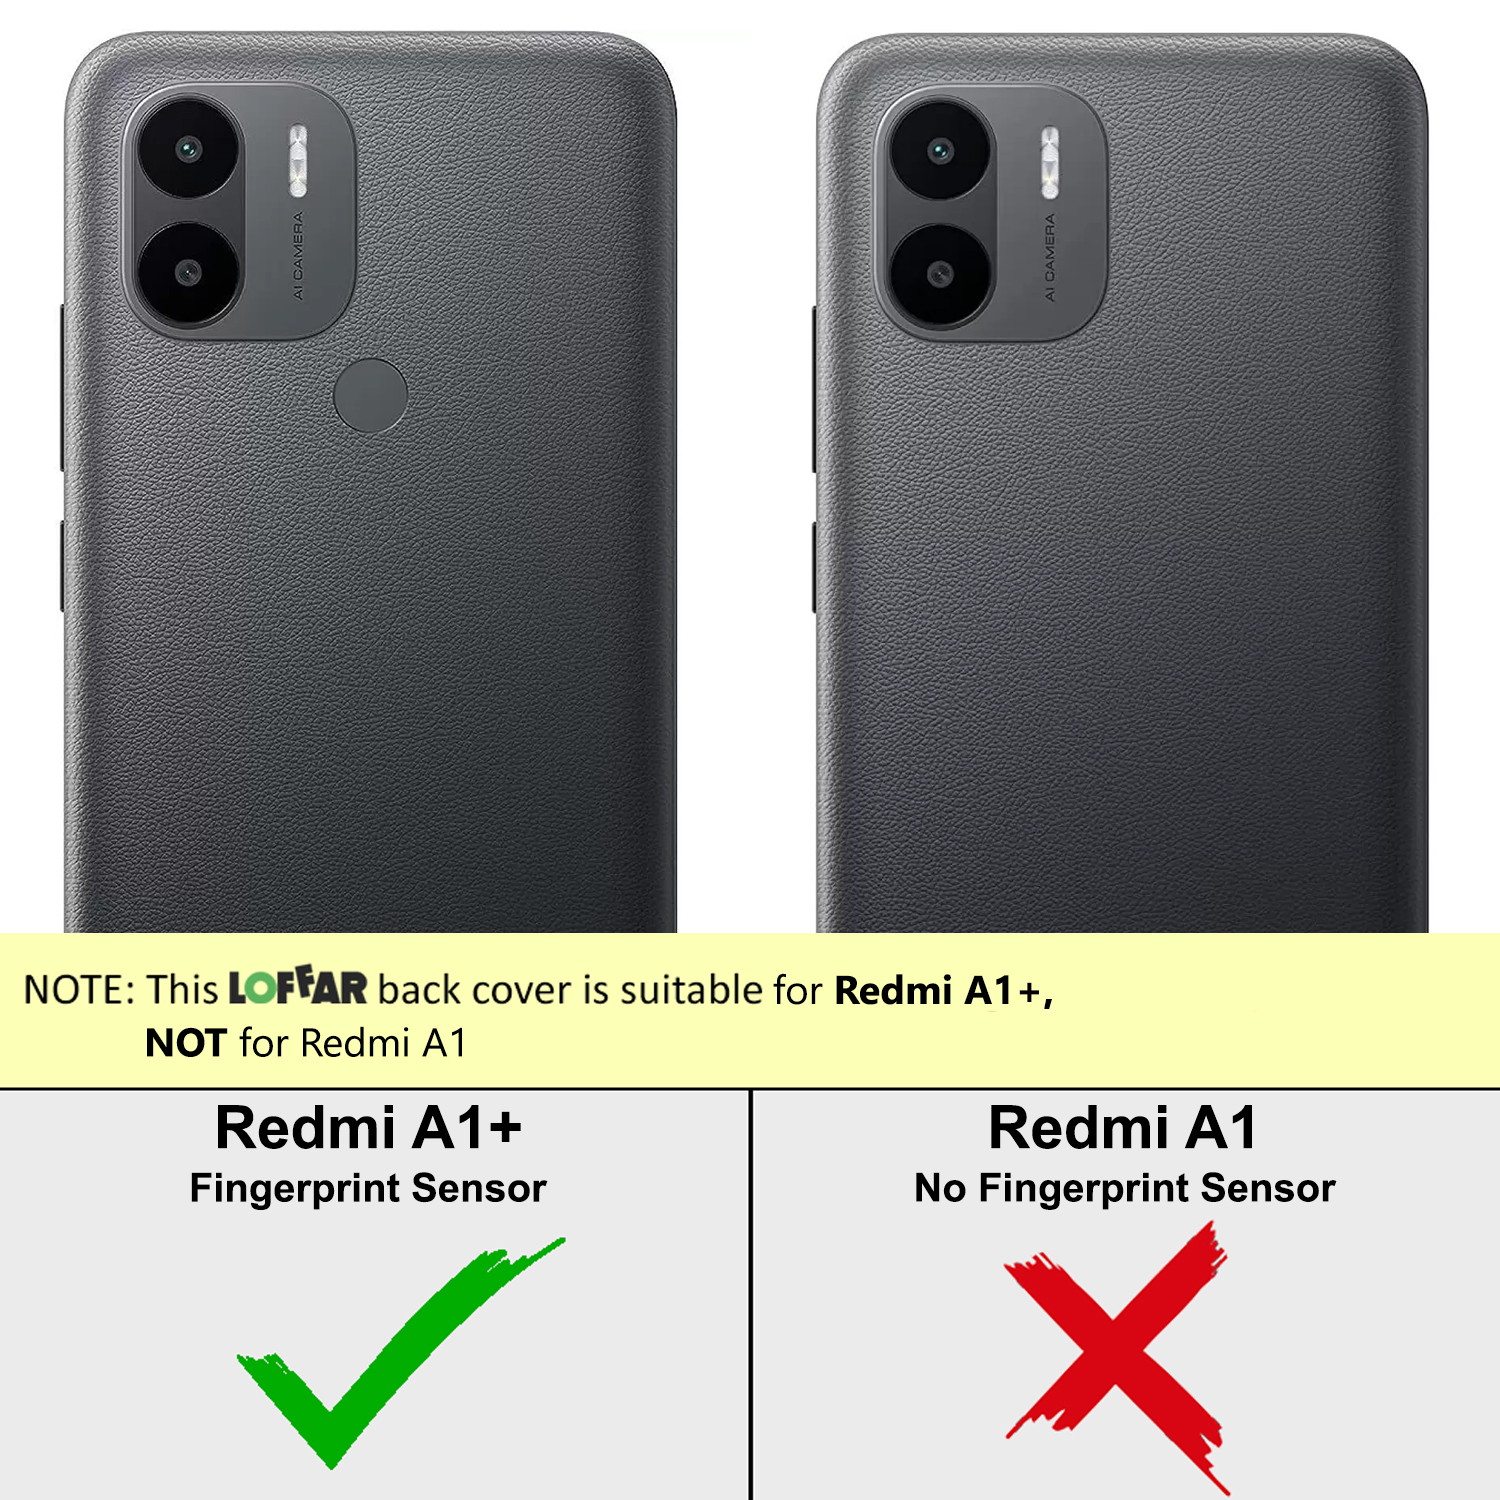 AI CAMERA
AI CAMERA
NOTE: This LOFFAR back cover is suitable for Redmi A1+,
NOT for Redmi A1
Redmi A1+
Fingerprint Sensor
Redmi A1
No Fingerprint Sensor